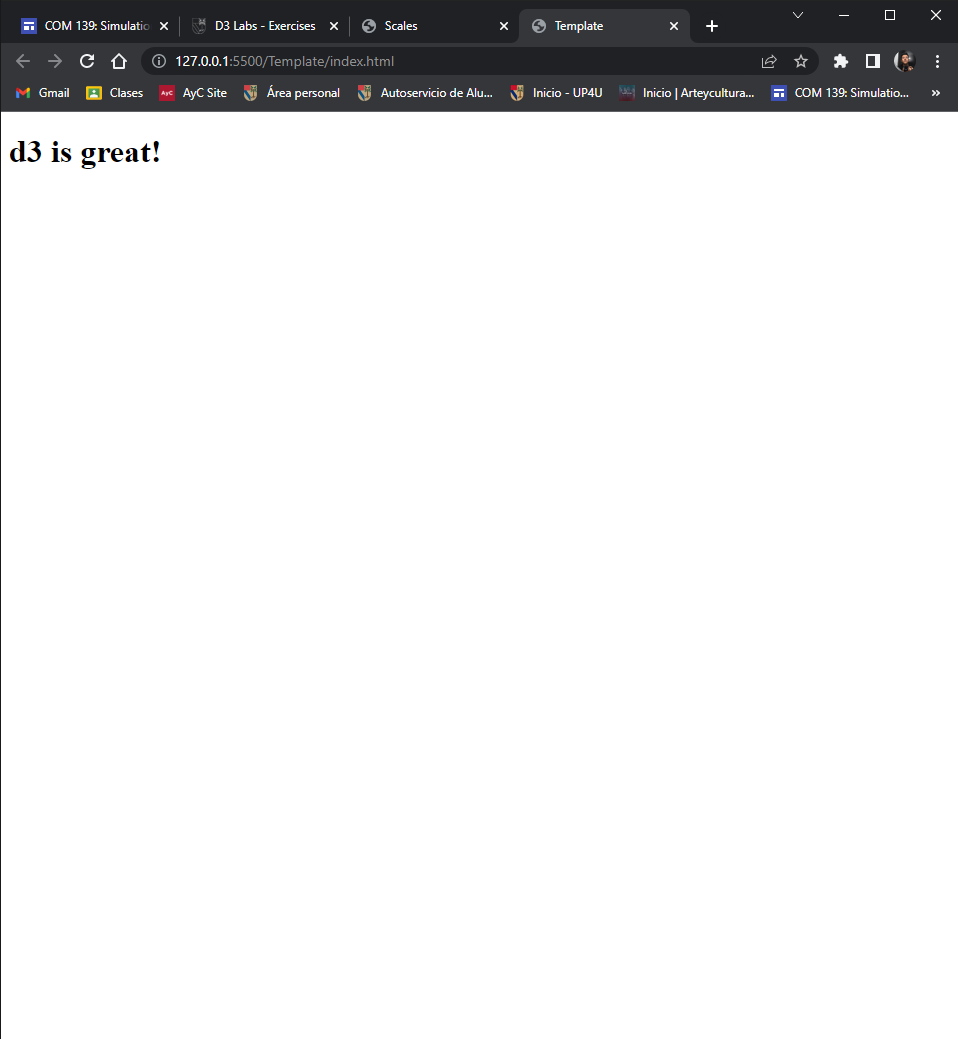 COM 139: Simulatio
D3 Labs - Exercises
Scales
Template
127.0.0.1:5500/Template/index.html
Gmail
Clases
AyC
AyC Site
Área personal
Autoservicio de Alu...
Inicio - UP4U
Inicio | Arteycultura...
COM 139: Simulatio...
d3 is great!